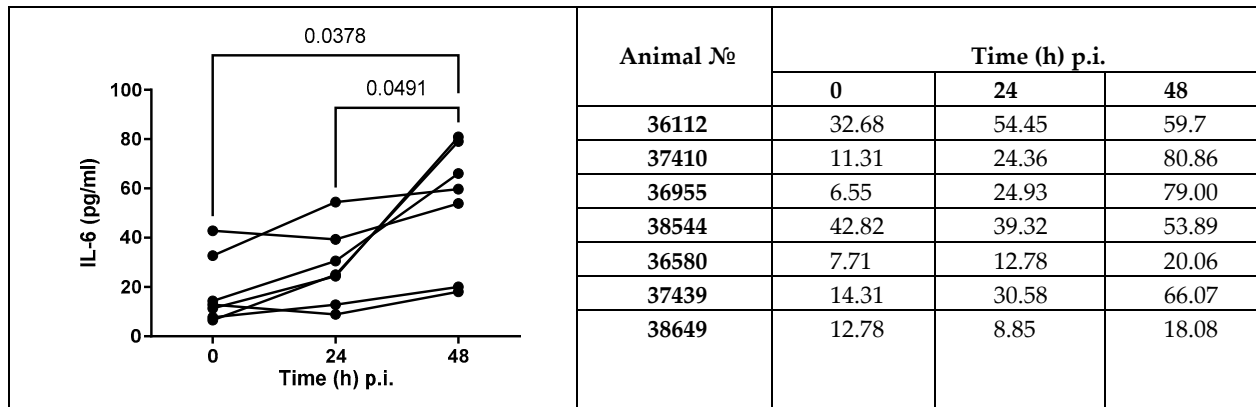 0.0378
0.0491
100
80
60
40
20
0
IL-6 (pg/ml)
0 24 48
Time (h) p.i.
Animal № Time (h) p.i.
0 24 48
36112 32.68 54.45 59.7
37410 11.31 24.36 80.86
36955 6.55 24.93 79.00
38544 42.82 39.32 53.89
36580 7.71 12.78 20.06
37439 14.31 30.58 66.07
38649 12.78 8.85 18.08